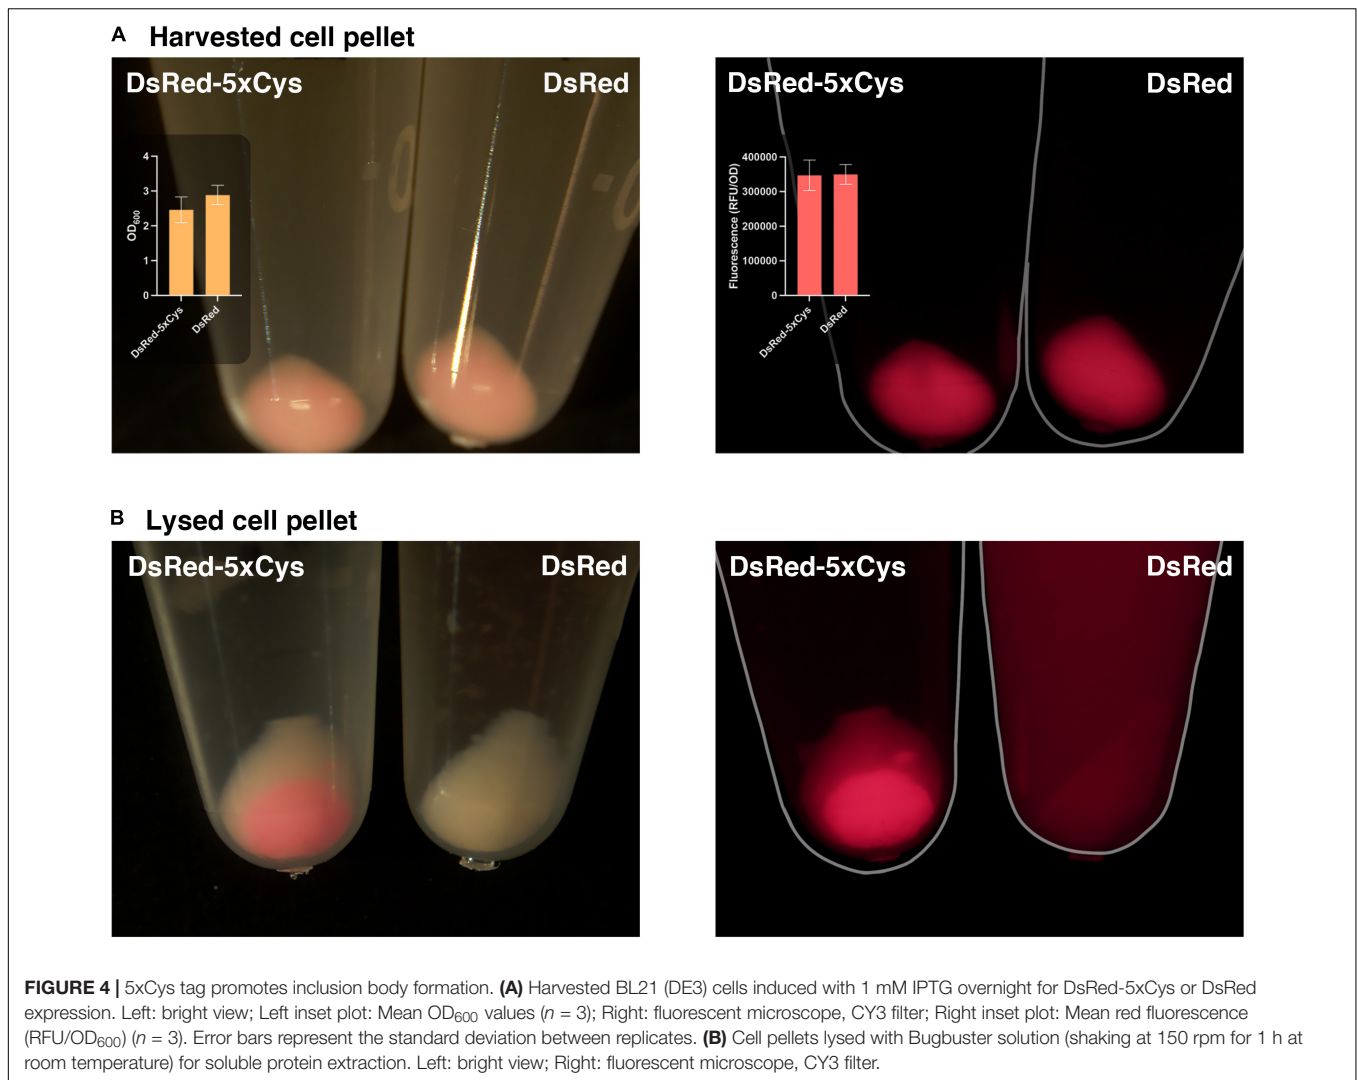 A Harvested cell pellet
DsRed-5xCys DsRed
4
3
2
1
0
OD600
DsRed-5xCys
DsRed
DsRed-5xCys DsRed
400000
300000
200000
100000
0
Fluorescence (RFU/OD)
DsRed-5xCys
DsRed
B Lysed cell pellet
DsRed-5xCys DsRed
DsRed-5xCys DsRed
FIGURE 4 | 5xCys tag promotes inclusion body formation. (A) Harvested BL21 (DE3) cells induced with 1 mM IPTG overnight for DsRed-5xCys or DsRed
expression. Left: bright view; Left inset plot: Mean OD600 values (n = 3); Right: fluorescent microscope, CY3 filter; Right inset plot: Mean red fluorescence
(RFU/OD600) (n = 3). Error bars represent the standard deviation between replicates. (B) Cell pellets lysed with Bugbuster solution (shaking at 150 rpm for 1 h at
room temperature) for soluble protein extraction. Left: bright view; Right: fluorescent microscope, CY3 filter.